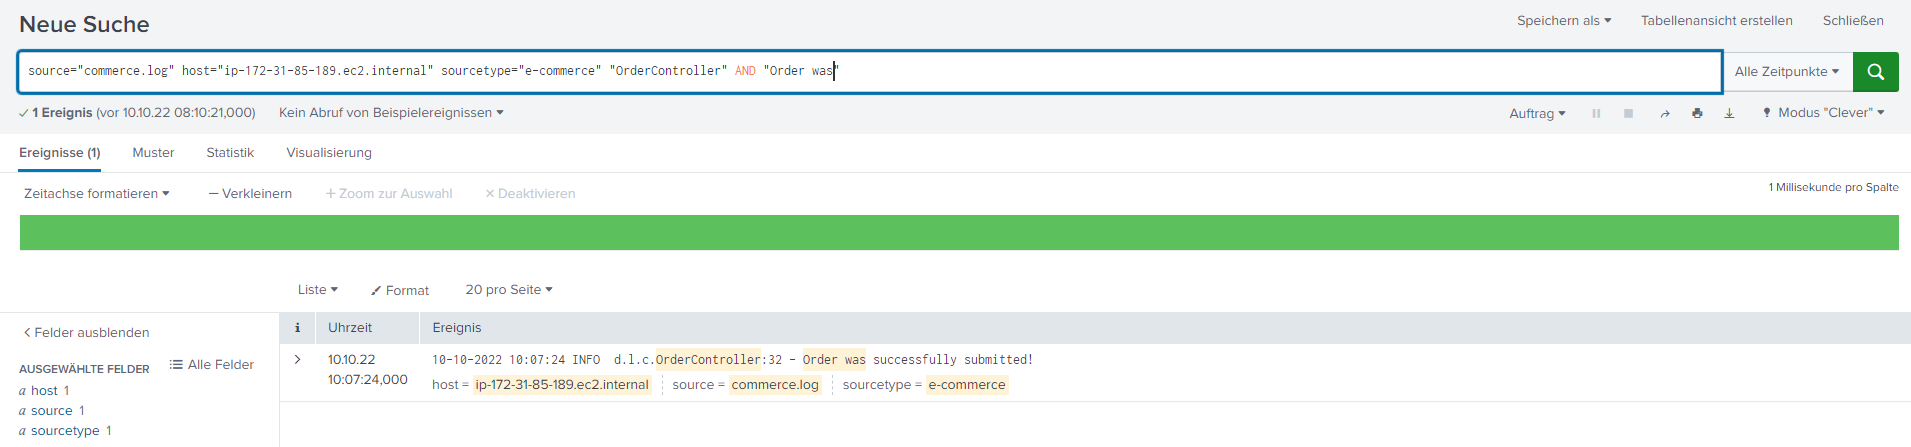 Neue Suche
Speichern als Tabellenansicht erstellen Schließen
source="commerce.log" host="ip-172-31-85-189.ec2.internal" sourcetype="e-commerce" "OrderController" AND "Order was"
Alle Zeitpunkte
1 Ereignis (vor 10.10.22 08:10:21,000) Kein Abruf von Beispielereignissen
Auftrag Modus "Clever"
Ereignisse (1) Muster Statistik Visualisierung
Zeitachse formatieren — Verkleinern + Zoom zur Auswahl × Deaktivieren
1 Millisekunde pro Spalte
Liste Format 20 pro Seite
< Felder ausblenden
i Uhrzeit Ereignis
AUSGEWÄHLTE FELDER
Alle Felder
a host 1
a source 1
a sourcetype 1
> 10.10.22
10:07:24,000
10-10-2022 10:07:24 INFO  d.l.c.OrderController:32 - Order was successfully submitted!
host = ip-172-31-85-189.ec2.internal source = commerce.log sourcetype = e-commerce